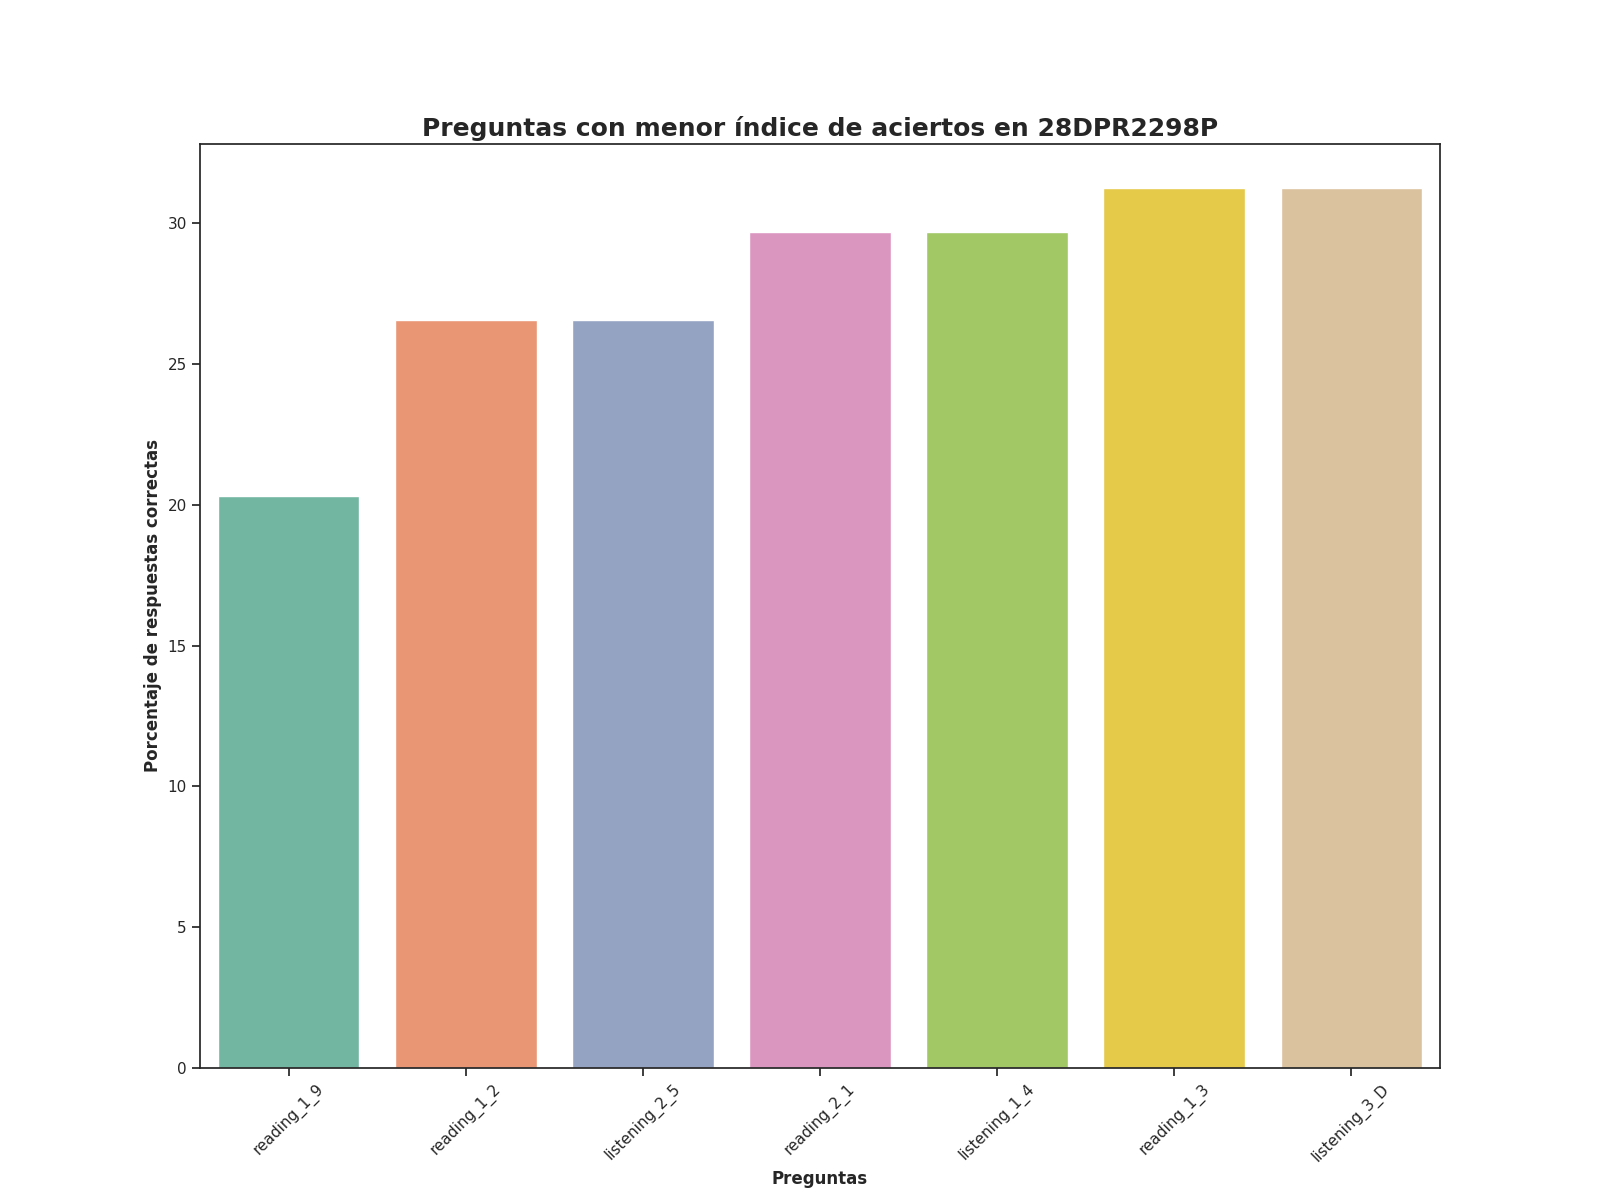 Preguntas con menor índice de aciertos en 28DPR2298P
Porcentaje de respuestas correctas
30
25
20
15
10
5
0
reading_1_9
reading_1_2
listening_2_5
reading_2_1
listening_1_4
reading_1_3
listening_3_D
Preguntas